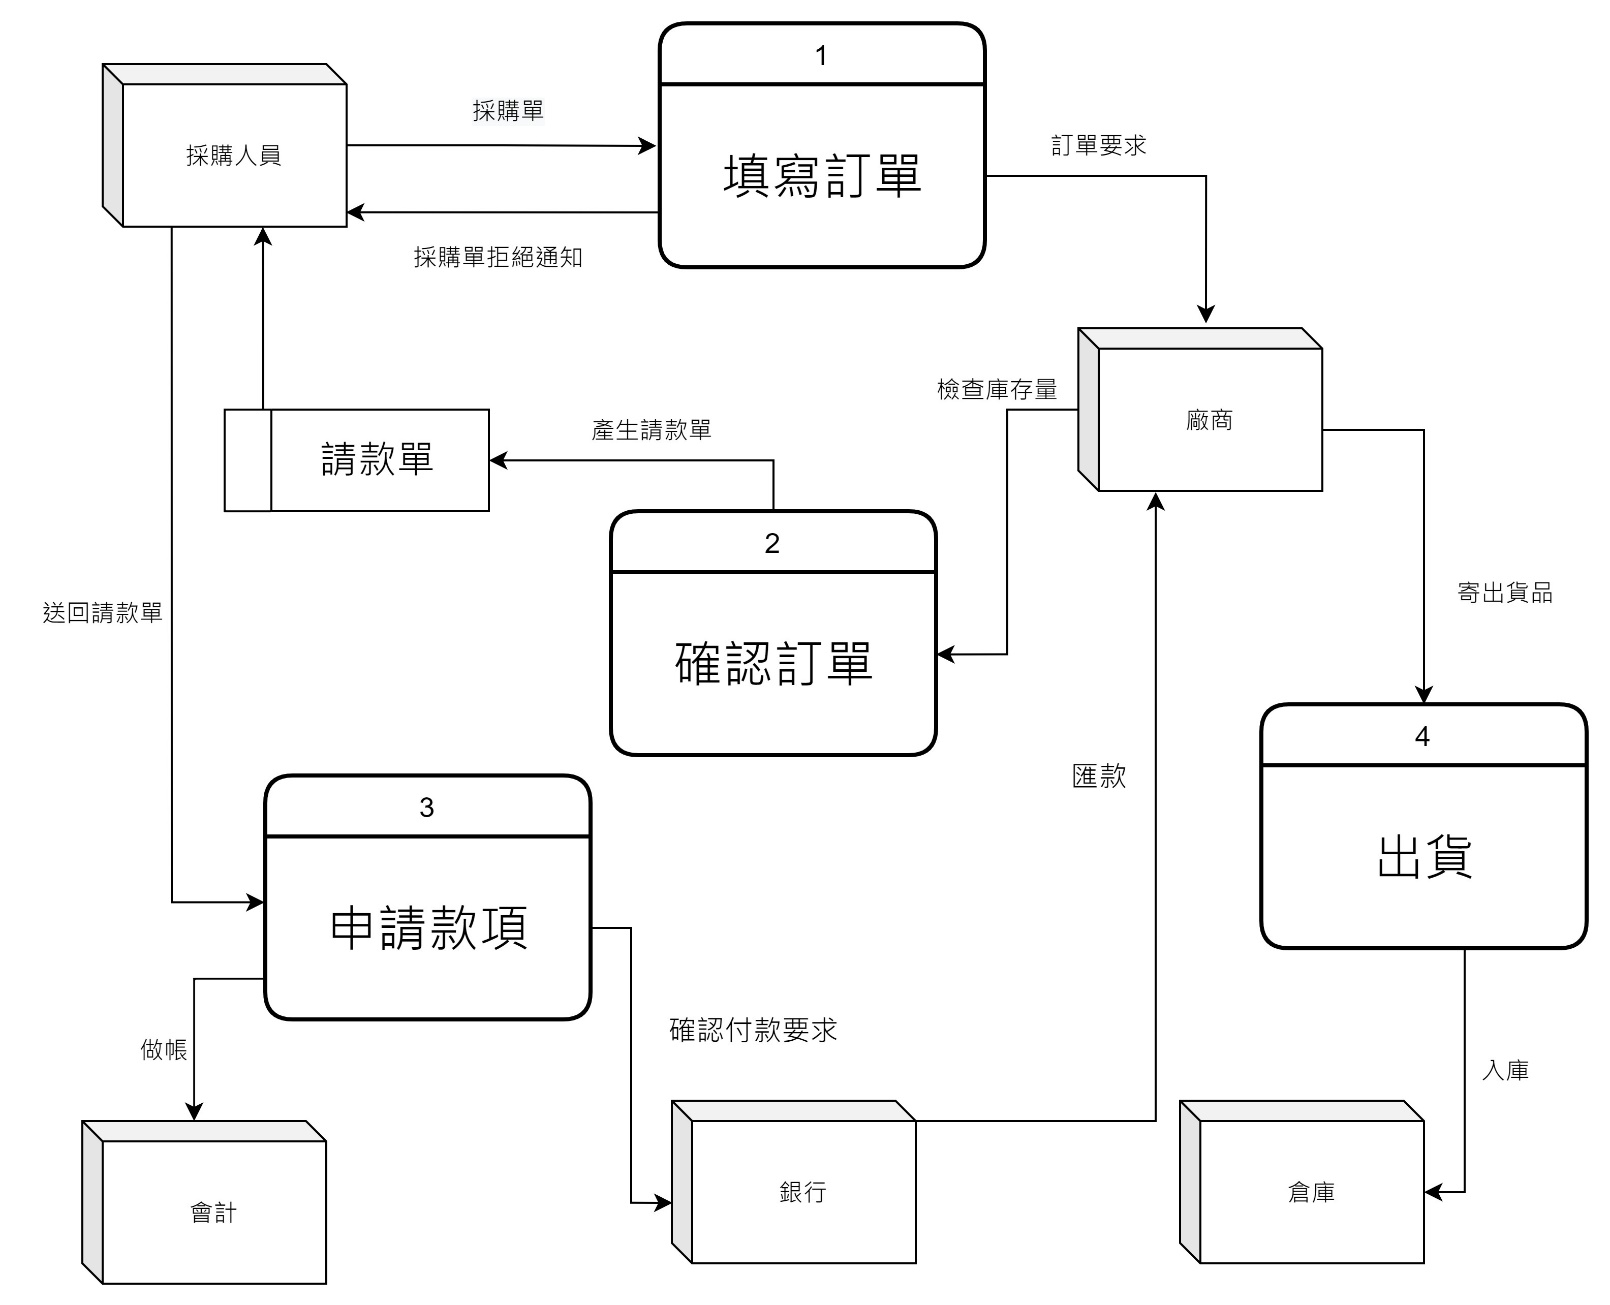 1
採購單
採購人員
填寫訂單
訂單要求
採購單拒絕通知
檢查庫存量
廠商
產生請款單
請款單
2
確認訂單
寄出貨品
送回請款單
4
匯款
3
出貨
申請款項
確認付款要求
做帳
入庫
銀行
倉庫
會計